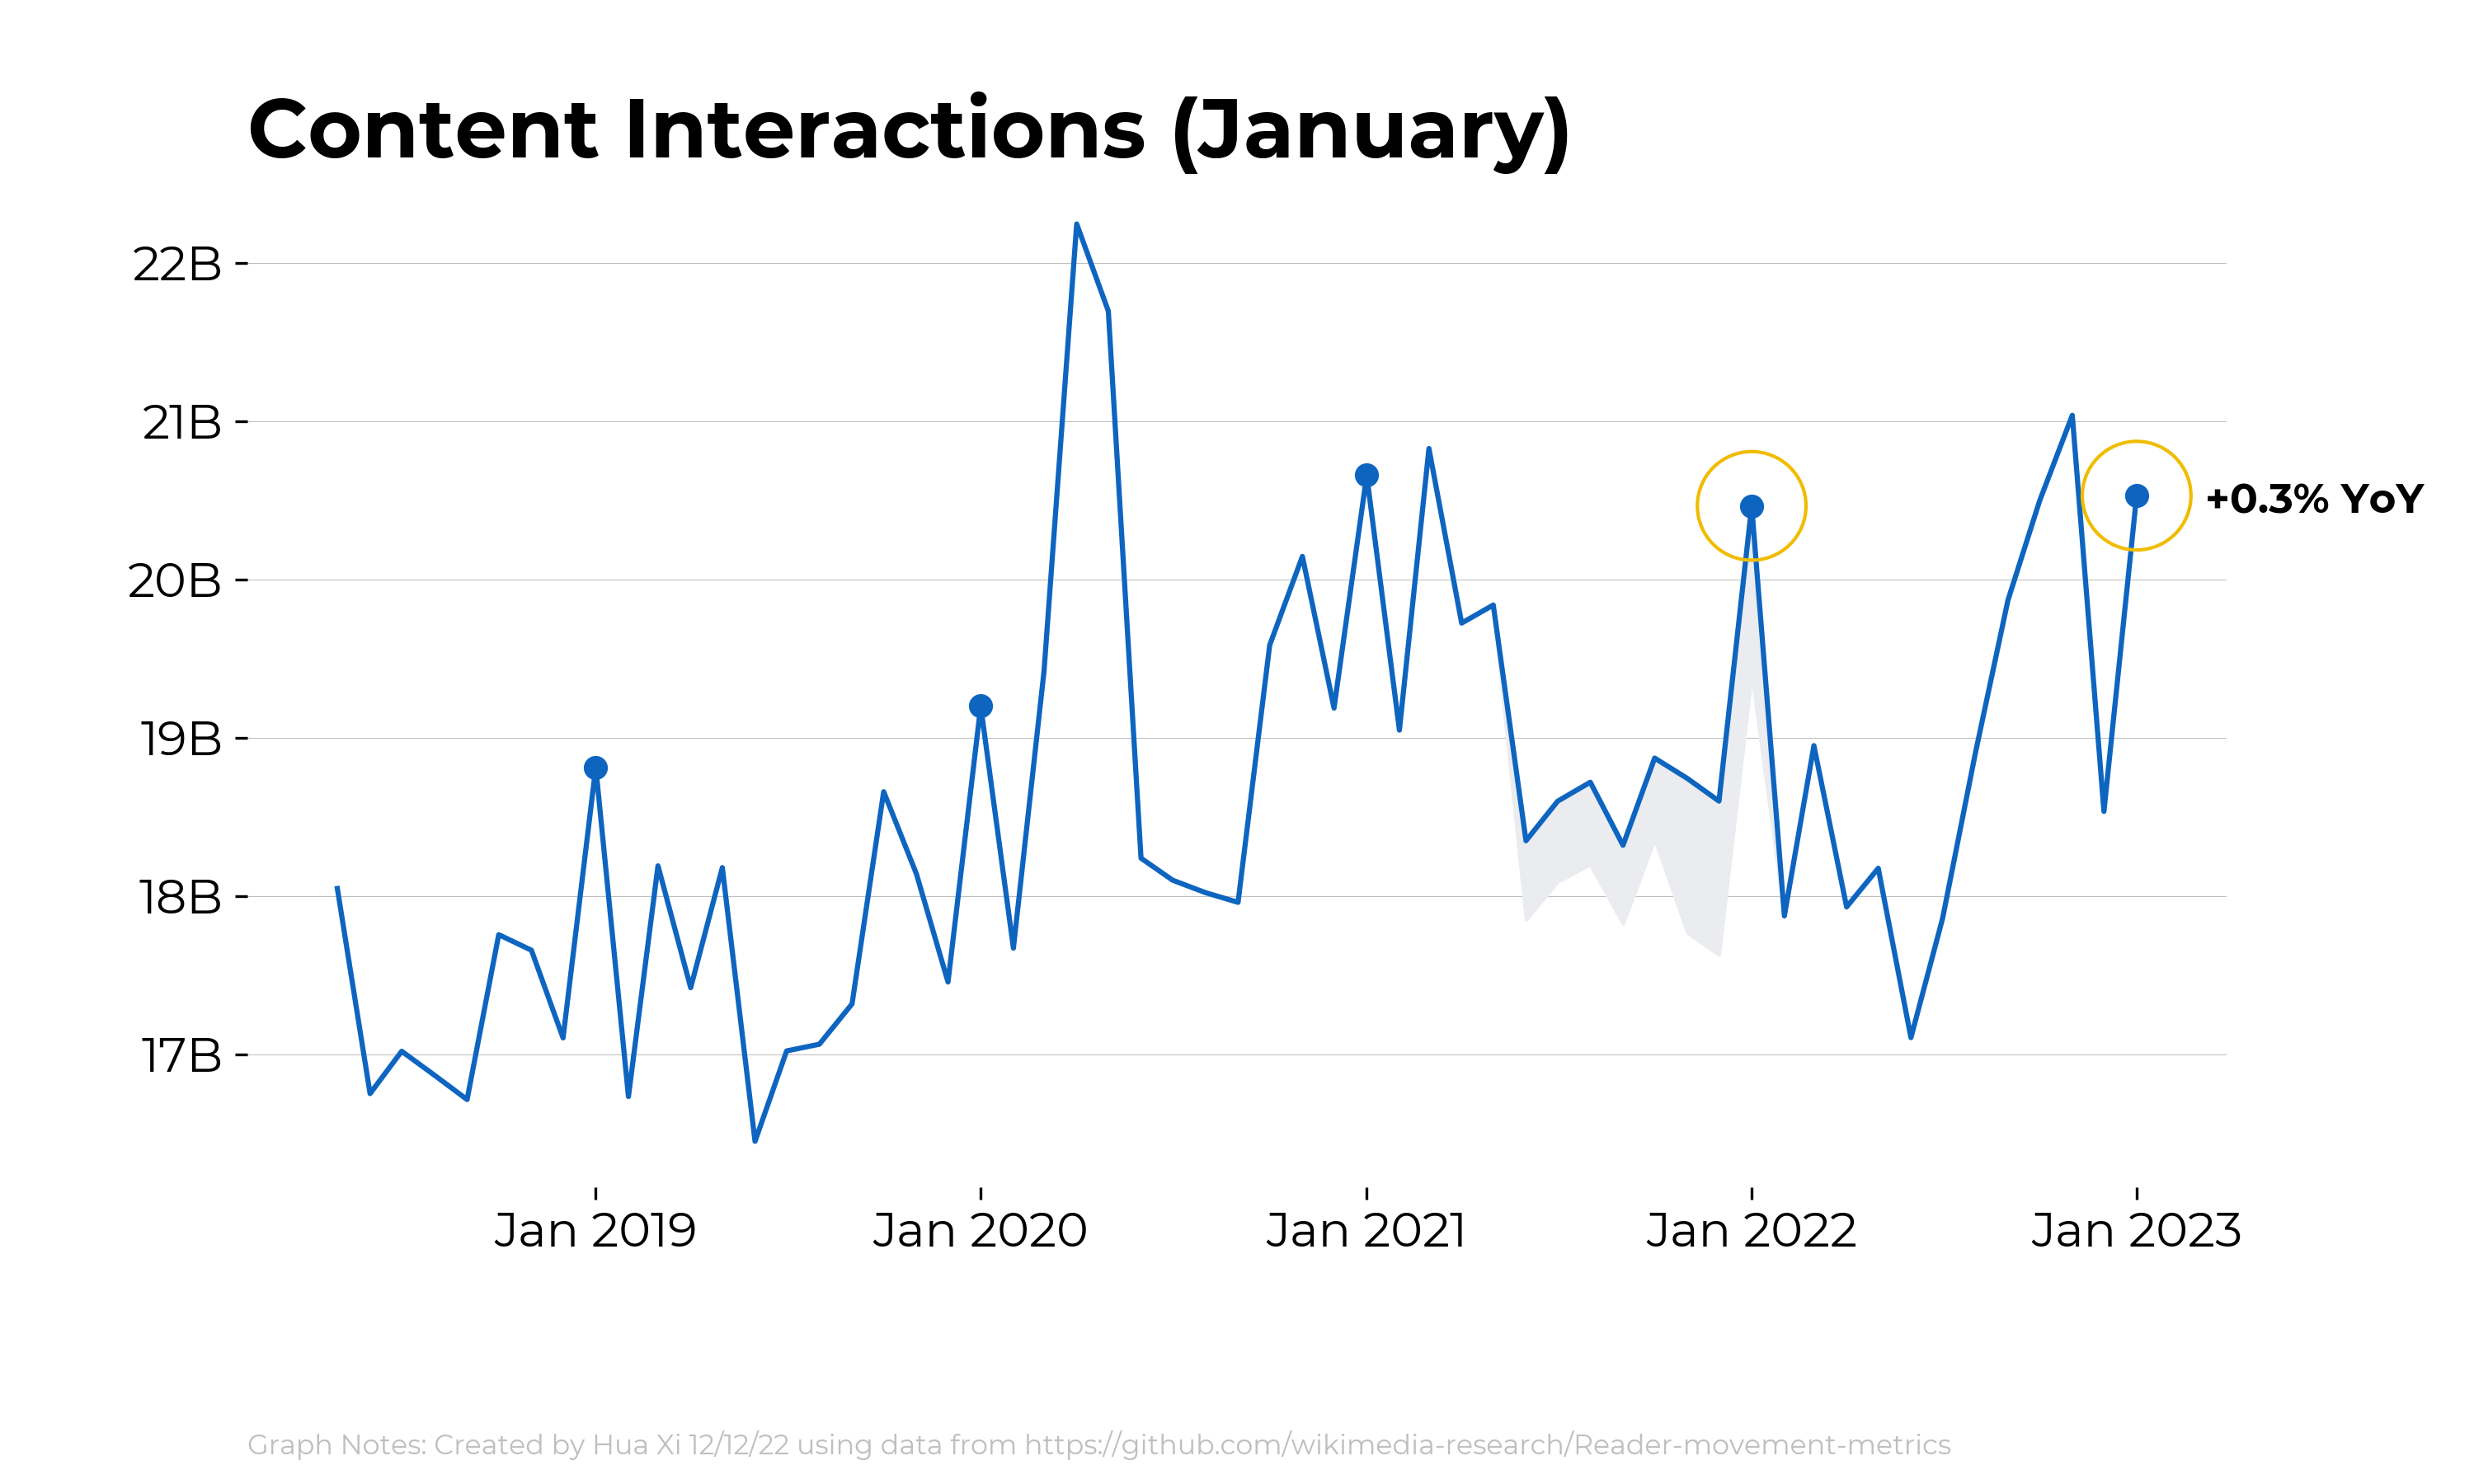 Content Interactions (January)
22B
21B
20B
19B
18B
17B
+0.3% YoY
Jan 2019
Jan 2020
Jan 2021
Jan 2022
Jan 2023
Graph Notes: Created by Hua Xi 12/12/22 using data from https://github.com/wikimedia-research/Reader-movement-metrics